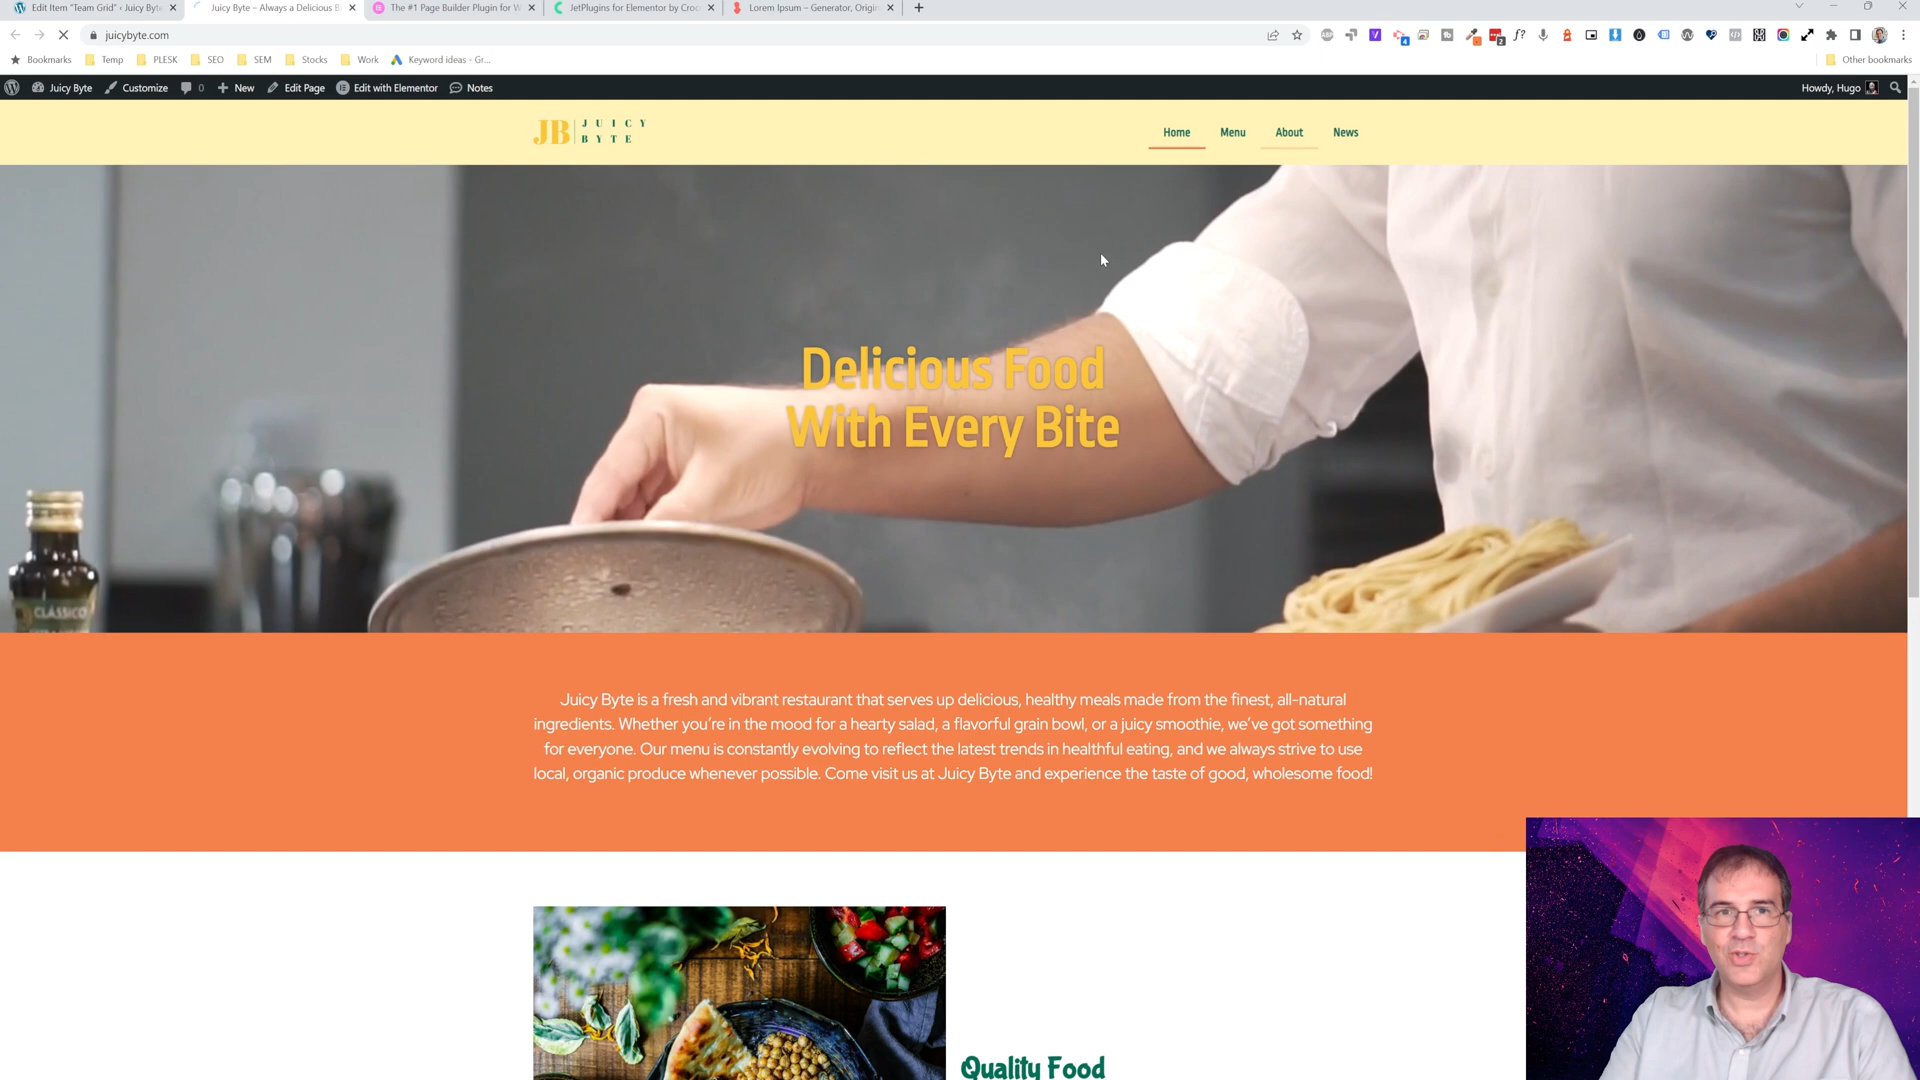 Edit Item "Team Grid" ‹ Juicy Byte
Juicy Byte – Always a Delicious B
The #1 Page Builder Plugin for W
JetPlugins for Elementor by Croc
Lorem Ipsum – Generator, Origin
juicybyte.com
Bookmarks
Temp
PLESK
SEO
SEM
Stocks
Work
Keyword ideas - Gr...
Other bookmarks
Juicy Byte
Customize
0
New
Edit Page
Edit with Elementor
Notes
Howdy, Hugo
JB
JUICY
BYTE
Home
Menu
About
News
Delicious Food
With Every Bite
CLÁSSICO
Juicy Byte is a fresh and vibrant restaurant that serves up delicious, healthy meals made from the finest, all-natural
ingredients. Whether you're in the mood for a hearty salad, a flavorful grain bowl, or a juicy smoothie, we've got something
for everyone. Our menu is constantly evolving to reflect the latest trends in healthful eating, and we always strive to use
local, organic produce whenever possible. Come visit us at Juicy Byte and experience the taste of good, wholesome food!
Quality Food